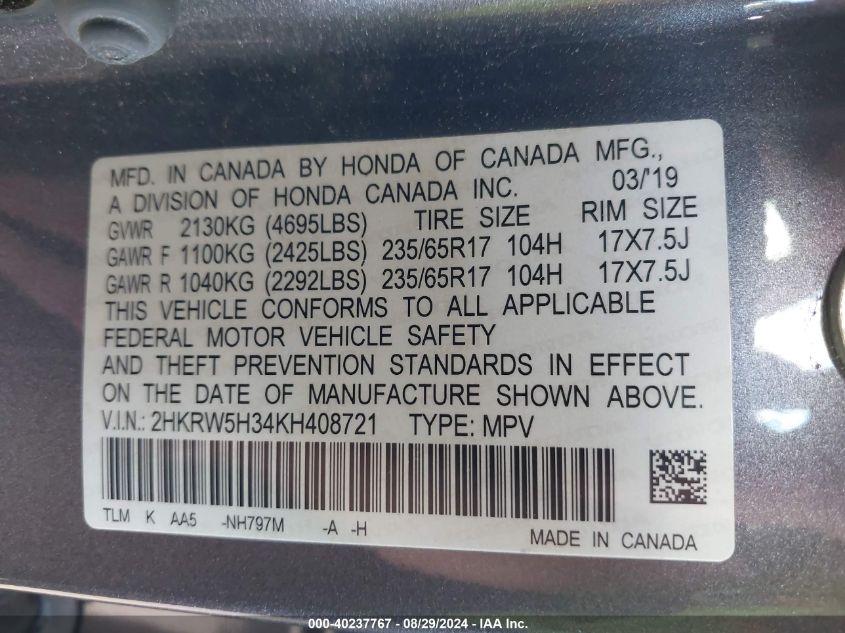 MFD. IN CANADA BY HONDA OF CANADA MFG.,
A DIVISION OF HONDA CANADA INC. 03/'19
GVWR 2130KG (4695LBS) TIRE SIZE RIM SIZE
GAWR F 1100KG (2425LBS) 235/65R17 104H 17X7.5J
GAWR R 1040KG (2292LBS) 235/65R17 104H 17X7.5J
THIS VEHICLE CONFORMS TO ALL APPLICABLE
FEDERAL MOTOR VEHICLE SAFETY
AND THEFT PREVENTION STANDARDS IN EFFECT
ON THE DATE OF MANUFACTURE SHOWN ABOVE.
V.I.N.: 2HKRW5H34KH408721 TYPE: MPV
TLM K AA5 -NH797M -A -H
MADE IN CANADA
000-40237767 - 08/29/2024 - IAA Inc.